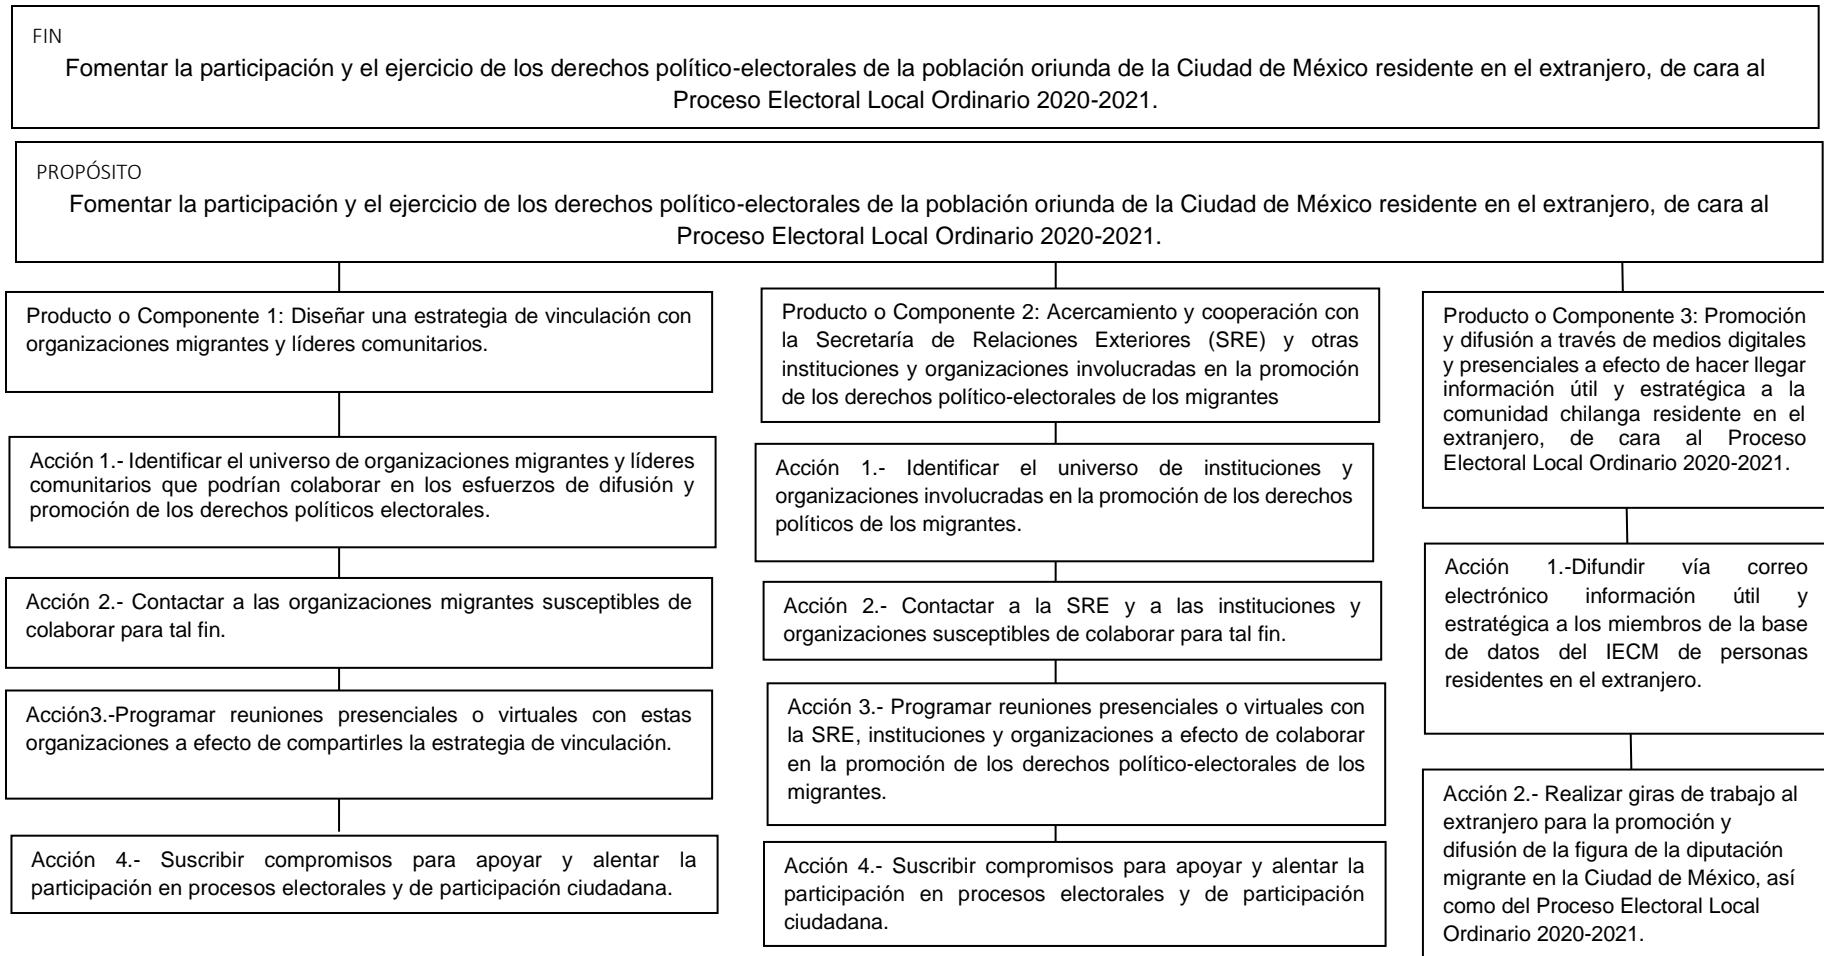 FIN
Fomentar la participación y el ejercicio de los derechos político-electorales de la población oriunda de la Ciudad de México residente en el extranjero, de cara al
Proceso Electoral Local Ordinario 2020-2021.
PROPÓSITO
Fomentar la participación y el ejercicio de los derechos político-electorales de la población oriunda de la Ciudad de México residente en el extranjero, de cara al
Proceso Electoral Local Ordinario 2020-2021.
Producto o Componente 1: Diseñar una estrategia de vinculación con
organizaciones migrantes y líderes comunitarios.
Acción 1.- Identificar el universo de organizaciones migrantes y líderes
comunitarios que podrían colaborar en los esfuerzos de difusión y
promoción de los derechos políticos electorales.
Acción 2.- Contactar a las organizaciones migrantes susceptibles de
colaborar para tal fin.
Acción3.-Programar reuniones presenciales o virtuales con estas
organizaciones a efecto de compartirles la estrategia de vinculación.
Acción 4.- Suscribir compromisos para apoyar y alentar la
participación en procesos electorales y de participación ciudadana.
Producto o Componente 2: Acercamiento y cooperación con
la Secretaría de Relaciones Exteriores (SRE) y otras
instituciones y organizaciones involucradas en la promoción
de los derechos político-electorales de los migrantes
Acción 1.- Identificar el universo de instituciones y
organizaciones involucradas en la promoción de los derechos
políticos de los migrantes.
Acción 2.- Contactar a la SRE y a las instituciones y
organizaciones susceptibles de colaborar para tal fin.
Acción 3.- Programar reuniones presenciales o virtuales con
la SRE, instituciones y organizaciones a efecto de colaborar
en la promoción de los derechos político-electorales de los
migrantes.
Acción 4.- Suscribir compromisos para apoyar y alentar la
participación en procesos electorales y de participación
ciudadana.
Producto o Componente 3: Promoción
y difusión a través de medios digitales
y presenciales a efecto de hacer llegar
información útil y estratégica a la
comunidad chilanga residente en el
extranjero, de cara al Proceso
Electoral Local Ordinario 2020-2021.
Acción 1.-Difundir vía correo
electrónico información útil y
estratégica a los miembros de la base
de datos del IECM de personas
residentes en el extranjero.
Acción 2.- Realizar giras de trabajo al
extranjero para la promoción y
difusión de la figura de la diputación
migrante en la Ciudad de México, así
como del Proceso Electoral Local
Ordinario 2020-2021.